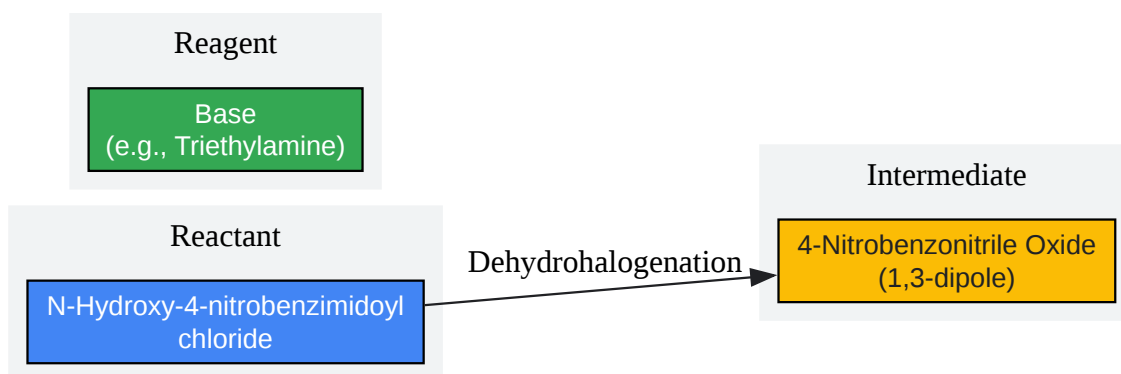 Reagent
Base
(e.g., Triethylamine)
Reactant
N-Hydroxy-4-nitrobenzimidoyl
chloride
Dehydrohalogenation
Intermediate
4-Nitrobenzonitrile Oxide
(1,3-dipole)